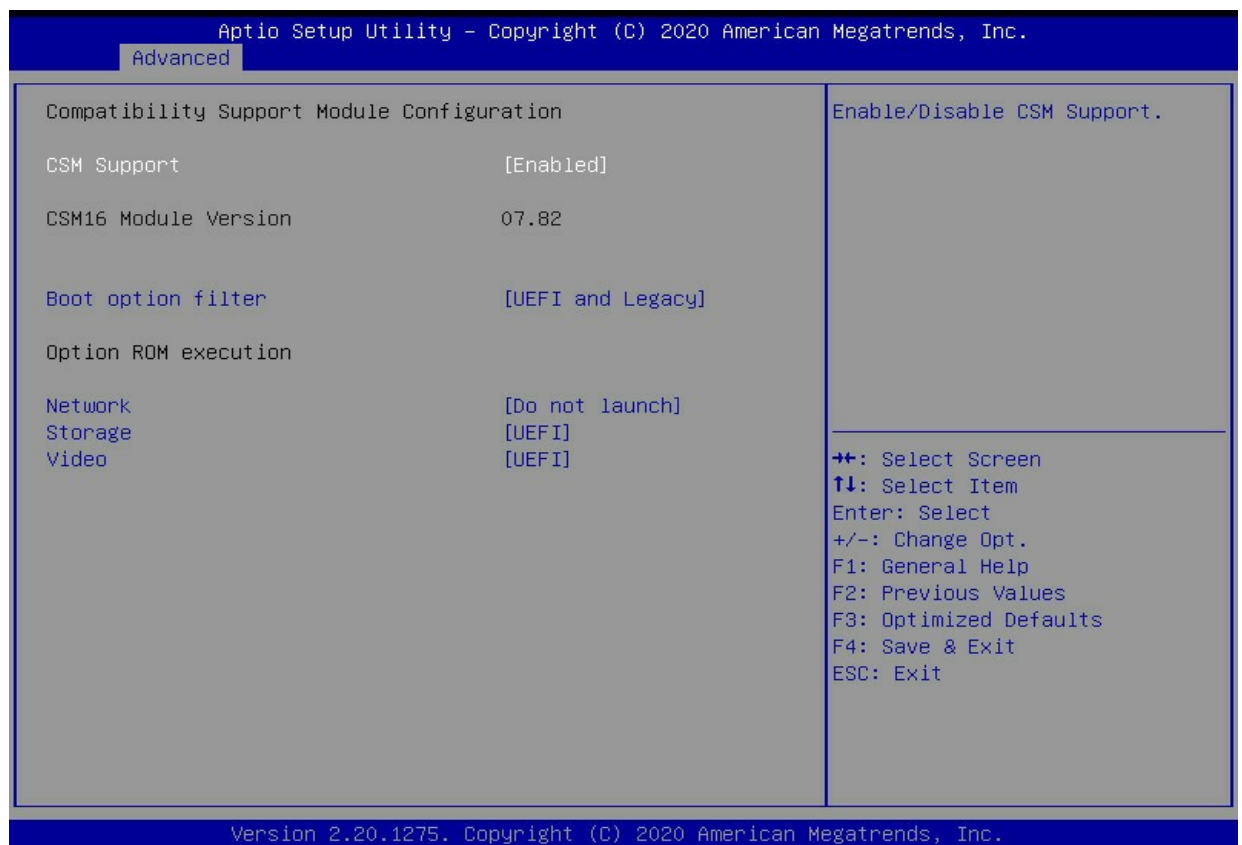 Aptio Setup Utility – Copyright (C) 2020 American Megatrends, Inc.
Advanced
Compatibility Support Module Configuration
CSM Support [Enabled]
CSM16 Module Version 07.82
Boot option filter [UEFI and Legacy]
Option ROM execution
Network [Do not launch]
Storage [UEFI]
Video [UEFI]
Enable/Disable CSM Support.
→←: Select Screen
↑↓: Select Item
Enter: Select
+/-: Change Opt.
F1: General Help
F2: Previous Values
F3: Optimized Defaults
F4: Save & Exit
ESC: Exit
Version 2.20.1275. Copyright (C) 2020 American Megatrends, Inc.